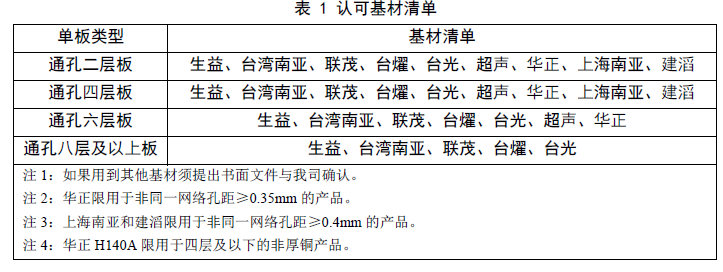 表 1 认可基材清单
单板类型 基材清单
通孔二层板 生益、台湾南亚、联茂、台燿、台光、超声、华正、上海南亚、建滔
通孔四层板 生益、台湾南亚、联茂、台燿、台光、超声、华正、上海南亚、建滔
通孔六层板 生益、台湾南亚、联茂、台燿、台光、超声、华正
通孔八层及以上板 生益、台湾南亚、联茂、台燿、台光
注 1：如果用到其他基材须提出书面文件与我司确认。
注 2：华正限用于非同一网络孔距≥0.35mm 的产品。
注 3：上海南亚和建滔限用于非同一网络孔距≥0.4mm 的产品。
注 4：华正 H140A 限用于四层及以下的非厚铜产品。